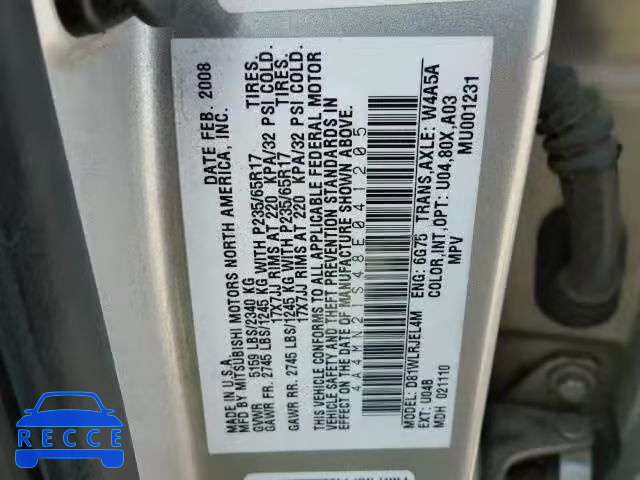 MADE IN U.S.A. DATE FEB. 2008
BY MITSUBISHI MOTORS NORTH AMERICA, INC.
GVWR 5159 LBS/2340 KG
GAWR FR. 2745 LBS/1245 KG WITH P235/65R17 TIRES.
17X7JJ RIMS AT 220 KPA/32 PSI COLD.
GAWR RR. 2745 LBS/1245 KG WITH P235/65R17 TIRES.
17X7JJ RIMS AT 220 KPA/32 PSI COLD.
THIS VEHICLE CONFORMS TO ALL APPLICABLE FEDERAL MOTOR
VEHICLE SAFETY AND THEFT PREVENTION STANDARDS IN
EFFECT ON THE DATE OF MANUFACTURE SHOWN ABOVE.
4A4MN21S48E041205
MODEL: D81WLRJEL4M ENG: 6G75 TRANS,AXLE: W4A5A
EXT: U04B COLOR,INT,OPT: U04,80X,A03
MDH 021110 MPV MU001231
RECCE